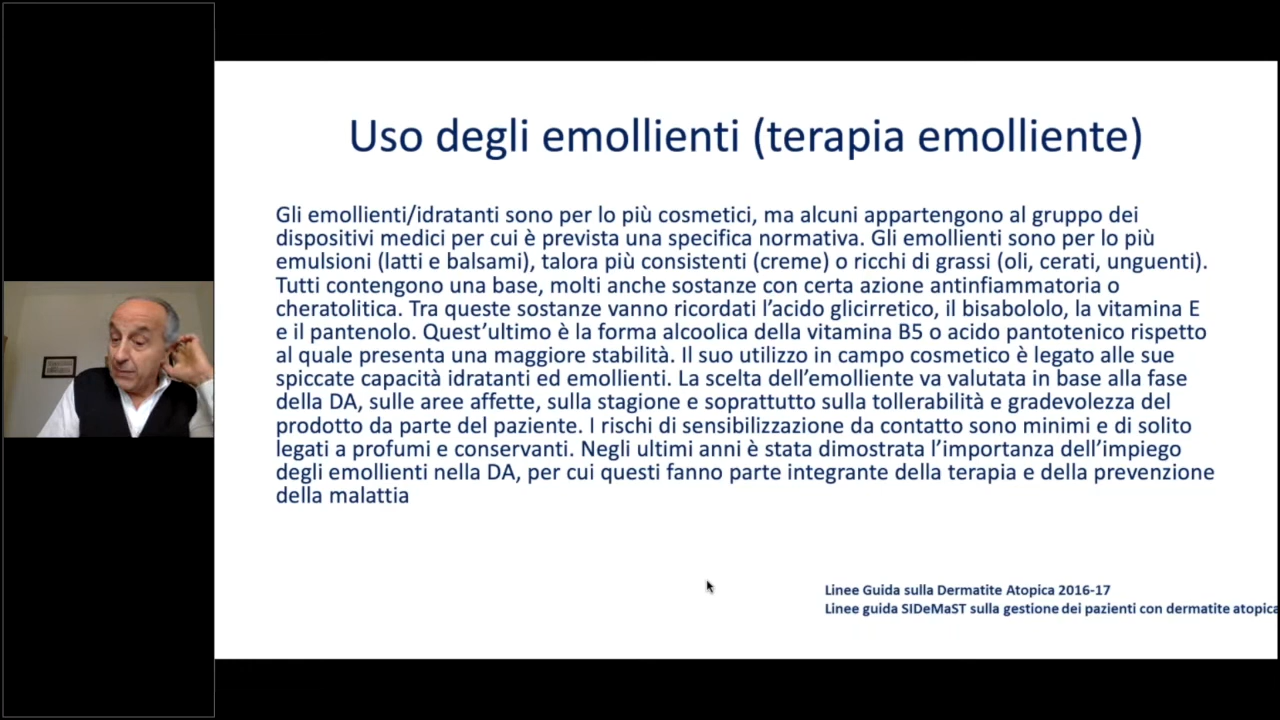 Uso degli emollienti (terapia emolliente)
Gli emollienti/idratanti sono per lo più cosmetici, ma alcuni appartengono al gruppo dei
dispositivi medici per cui è prevista una specifica normativa. Gli emollienti sono per lo più
emulsioni (latti e balsami), talora più consistenti (creme) o ricchi di grassi (oli, cerati, unguenti).
Tutti contengono una base, molti anche sostanze con certa azione antinfiammatoria o
cheratolitica. Tra queste sostanze vanno ricordati l’acido glicirretico, il bisabololo, la vitamina E
e il pantenolo. Quest’ultimo è la forma alcoolica della vitamina B5 o acido pantotenico rispetto
al quale presenta una maggiore stabilità. Il suo utilizzo in campo cosmetico è legato alle sue
spiccate capacità idratanti ed emollienti. La scelta dell’emolliente va valutata in base alla fase
della DA, sulle aree affette, sulla stagione e soprattutto sulla tollerabilità e gradevolezza del
prodotto da parte del paziente. I rischi di sensibilizzazione da contatto sono minimi e di solito
legati a profumi e conservanti. Negli ultimi anni è stata dimostrata l’importanza dell’impiego
degli emollienti nella DA, per cui questi fanno parte integrante della terapia e della prevenzione
della malattia
Linee Guida sulla Dermatite Atopica 2016-17
Linee guida SIDeMaST sulla gestione dei pazienti con dermatite atopica